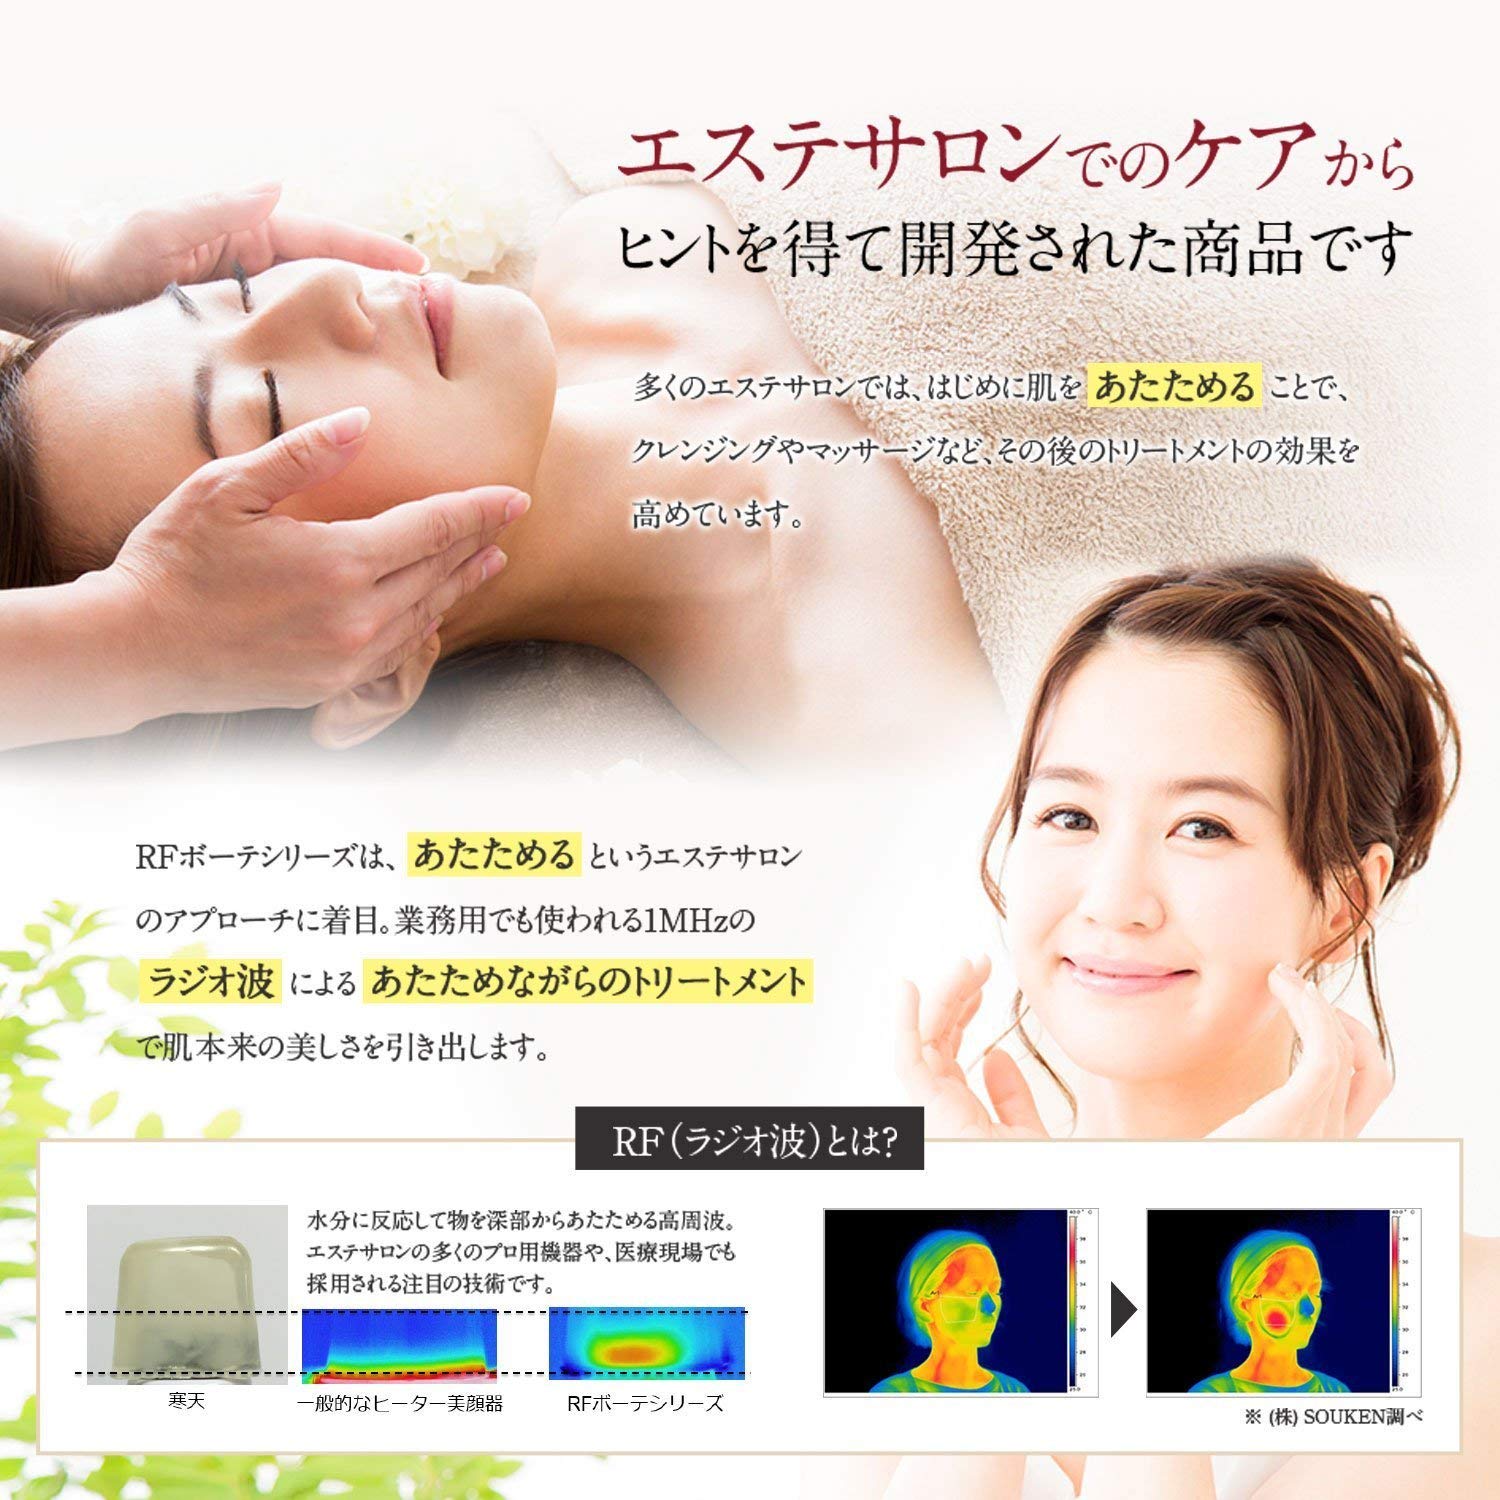 エステサロンでのケアから
ヒントを得て開発された商品です
多くのエステサロンでは、はじめに肌を あたためる ことで、
クレンジングやマッサージなど、その後のトリートメントの効果を
高めています。
RFボーテシリーズは、 あたためる というエステサロン
のアプローチに着目。業務用でも使われる1MHzの
ラジオ波 による あたためながらのトリートメント
で肌本来の美しさを引き出します。
RF（ラジオ波）とは?
水分に反応して物を深部からあたためる高周波。
エステサロンの多くのプロ用機器や、医療現場でも
採用される注目の技術です。
寒天
一般的なヒーター美顔器
RFボーテシリーズ
※ (株) SOUKEN調べ